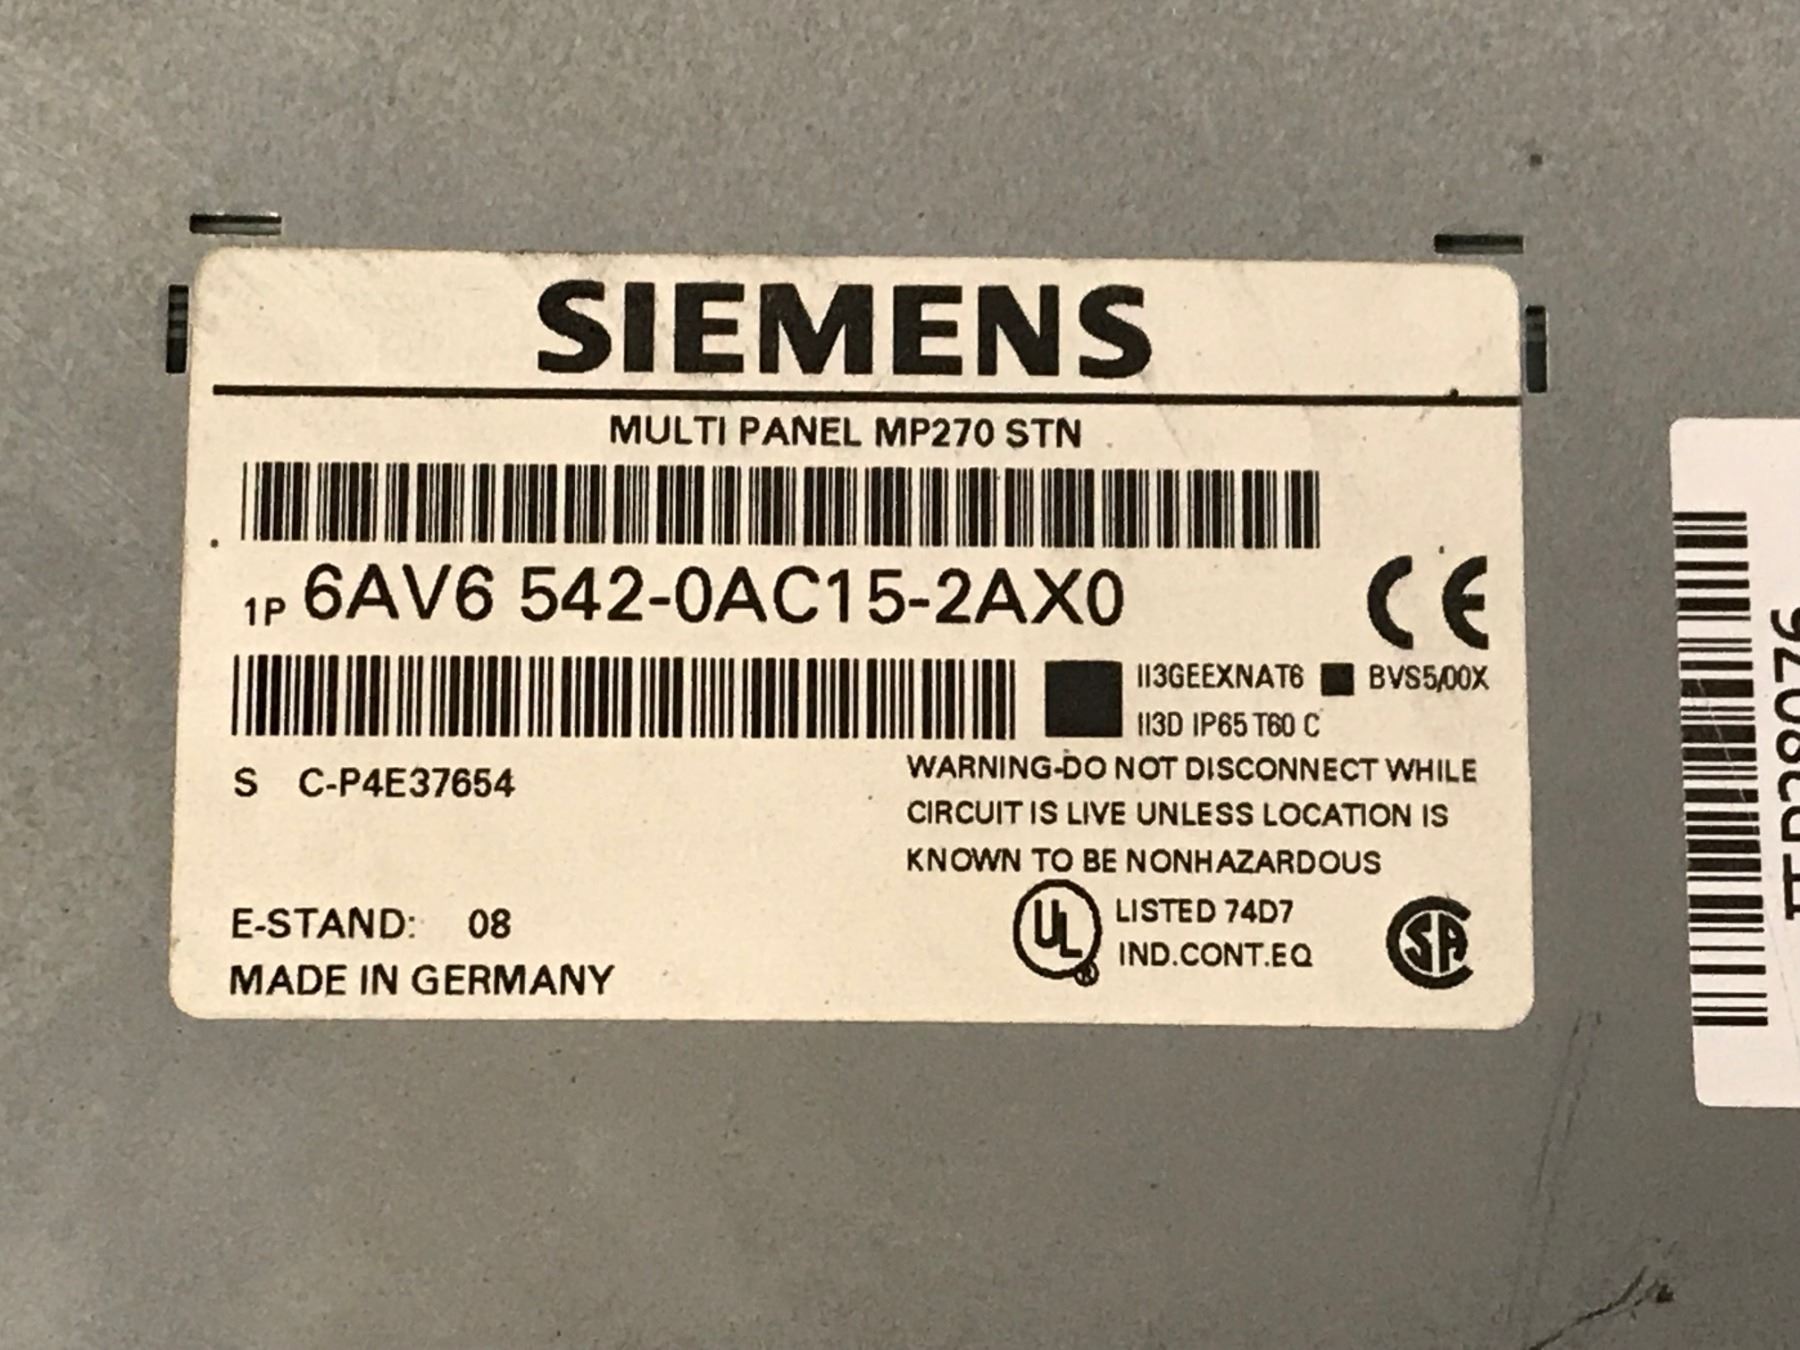 SIEMENS
MULTI PANEL MP270 STN
1P 6AV6 542-0AC15-2AX0
CE
II3GEEXNAT6 BVS5/00X
II3D IP65 T60 C
S C-P4E37654
WARNING-DO NOT DISCONNECT WHILE
CIRCUIT IS LIVE UNLESS LOCATION IS
KNOWN TO BE NONHAZARDOUS
E-STAND: 08
MADE IN GERMANY
UL ®
LISTED 74D7
IND.CONT.EQ
SA